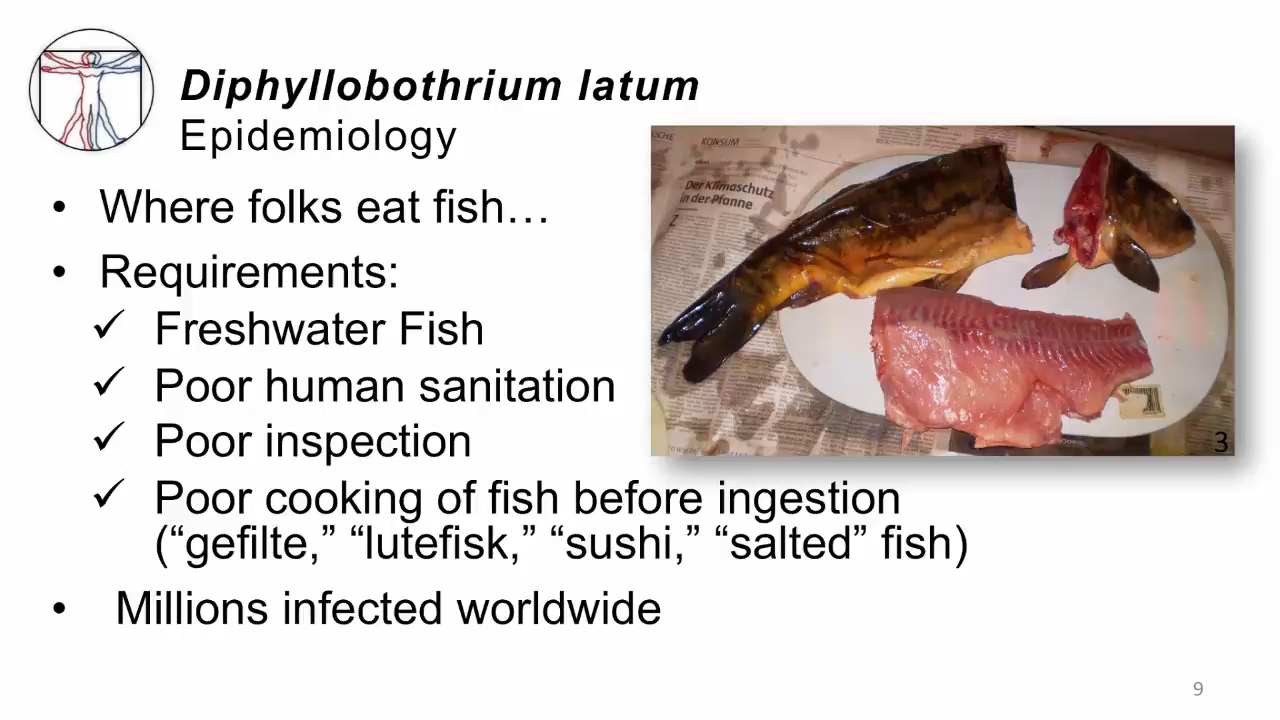 Diphyllobothrium latum
Epidemiology
• Where folks eat fish…
• Requirements:
✓ Freshwater Fish
✓ Poor human sanitation
✓ Poor inspection
✓ Poor cooking of fish before ingestion
(“gefilte,” “lutefisk,” “sushi,” “salted” fish)
• Millions infected worldwide
KONSUM
Der Klimaschutz
in der Pfanne
3
9